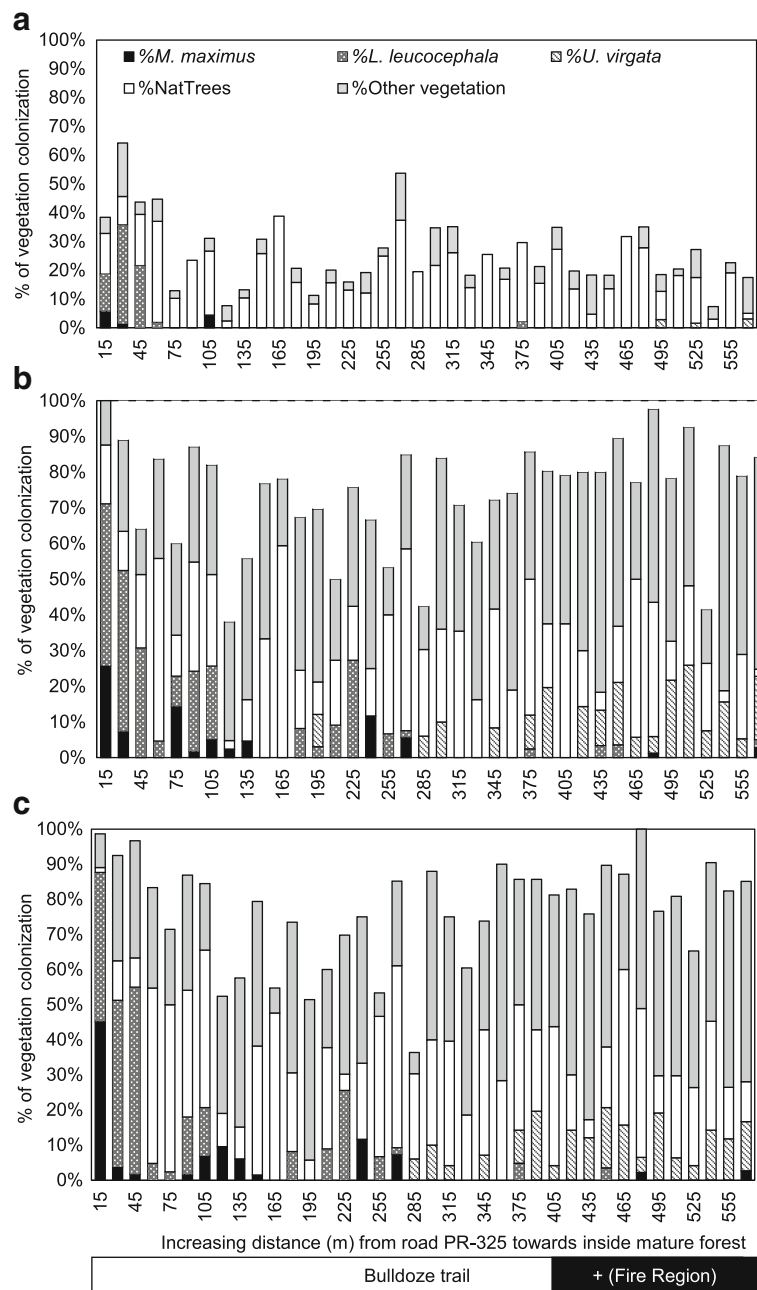 a
%M. maximus %L. leucocephala %U. virgata
%NatTrees %Other vegetation
% of vegetation colonization
100%
90%
80%
70%
60%
50%
40%
30%
20%
10%
0%
15 45 75 105 135 165 195 225 255 285 315 345 375 405 435 465 495 525 555
b
% of vegetation colonization
100%
90%
80%
70%
60%
50%
40%
30%
20%
10%
0%
15 45 75 105 135 165 195 225 255 285 315 345 375 405 435 465 495 525 555
c
% of vegetation colonization
100%
90%
80%
70%
60%
50%
40%
30%
20%
10%
0%
15 45 75 105 135 165 195 225 255 285 315 345 375 405 435 465 495 525 555
Increasing distance (m) from road PR-325 towards inside mature forest
Bulldoze trail + (Fire Region)